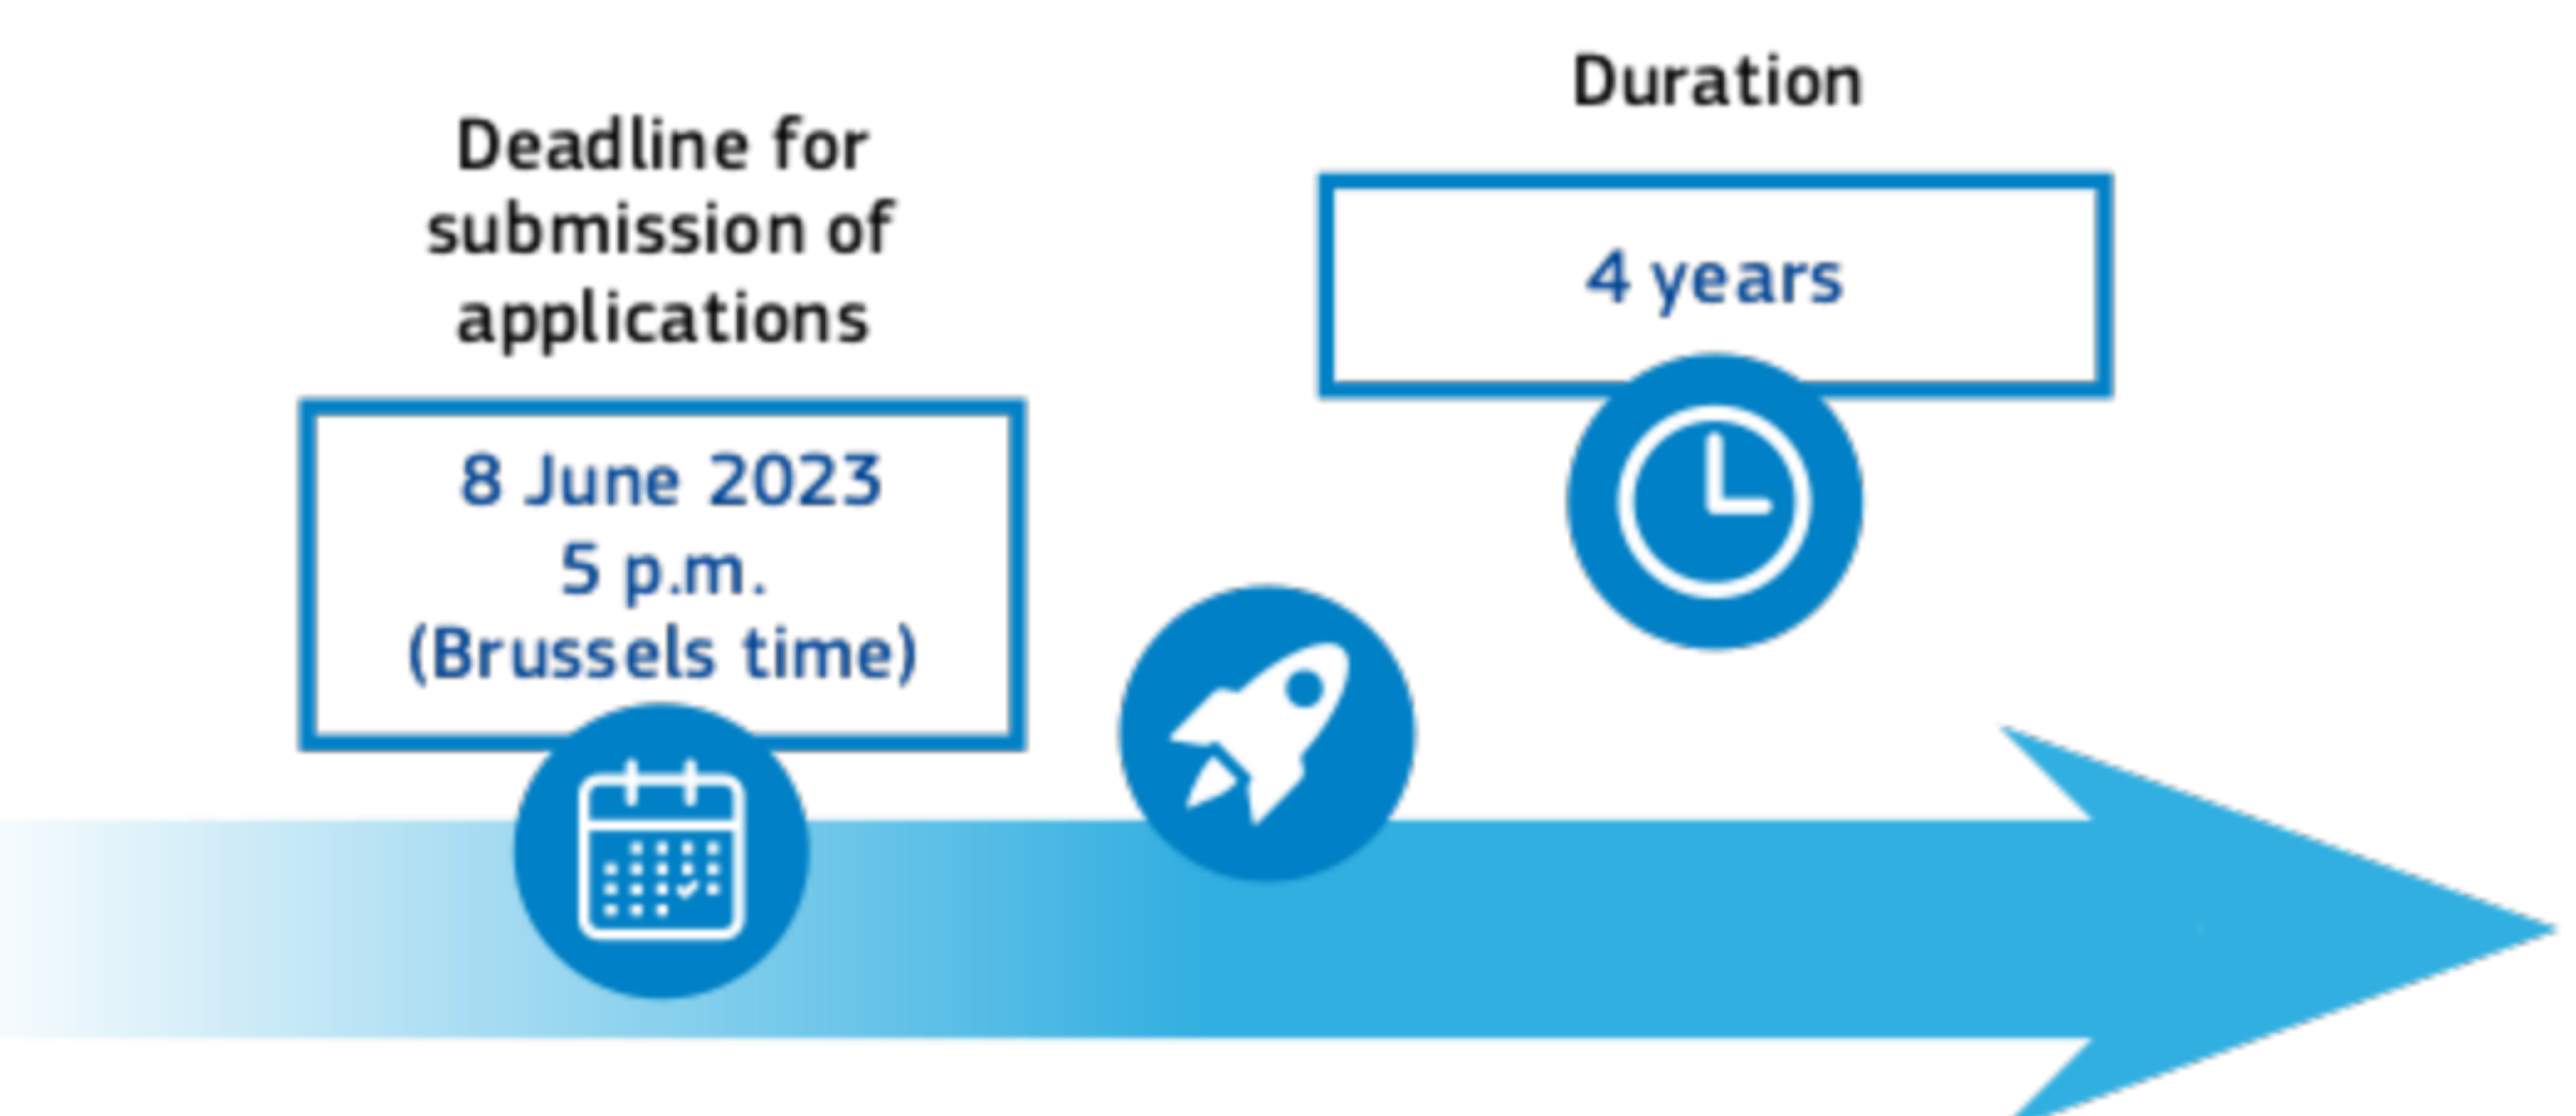 Deadline for
submission of
applications
8 June 2023
5 p.m.
(Brussels time)
Duration
4 years